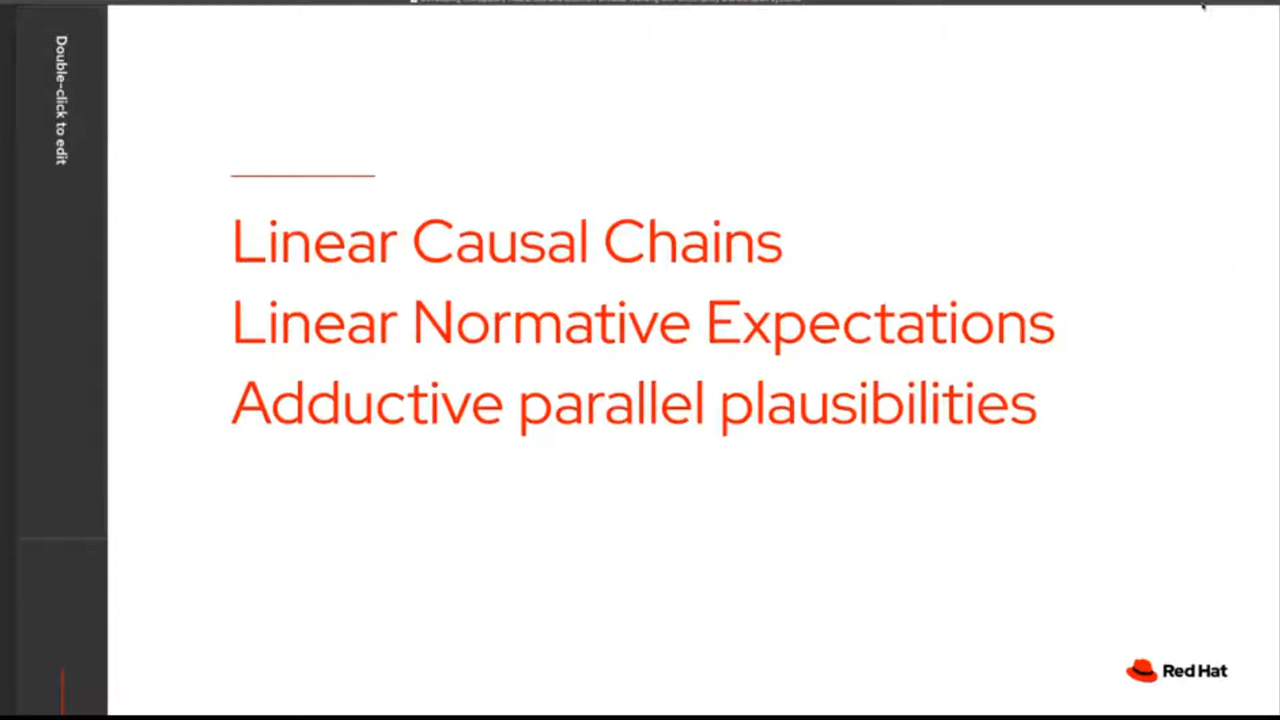 Double-click to edit
Linear Causal Chains
Linear Normative Expectations
Adductive parallel plausibilities
Red Hat